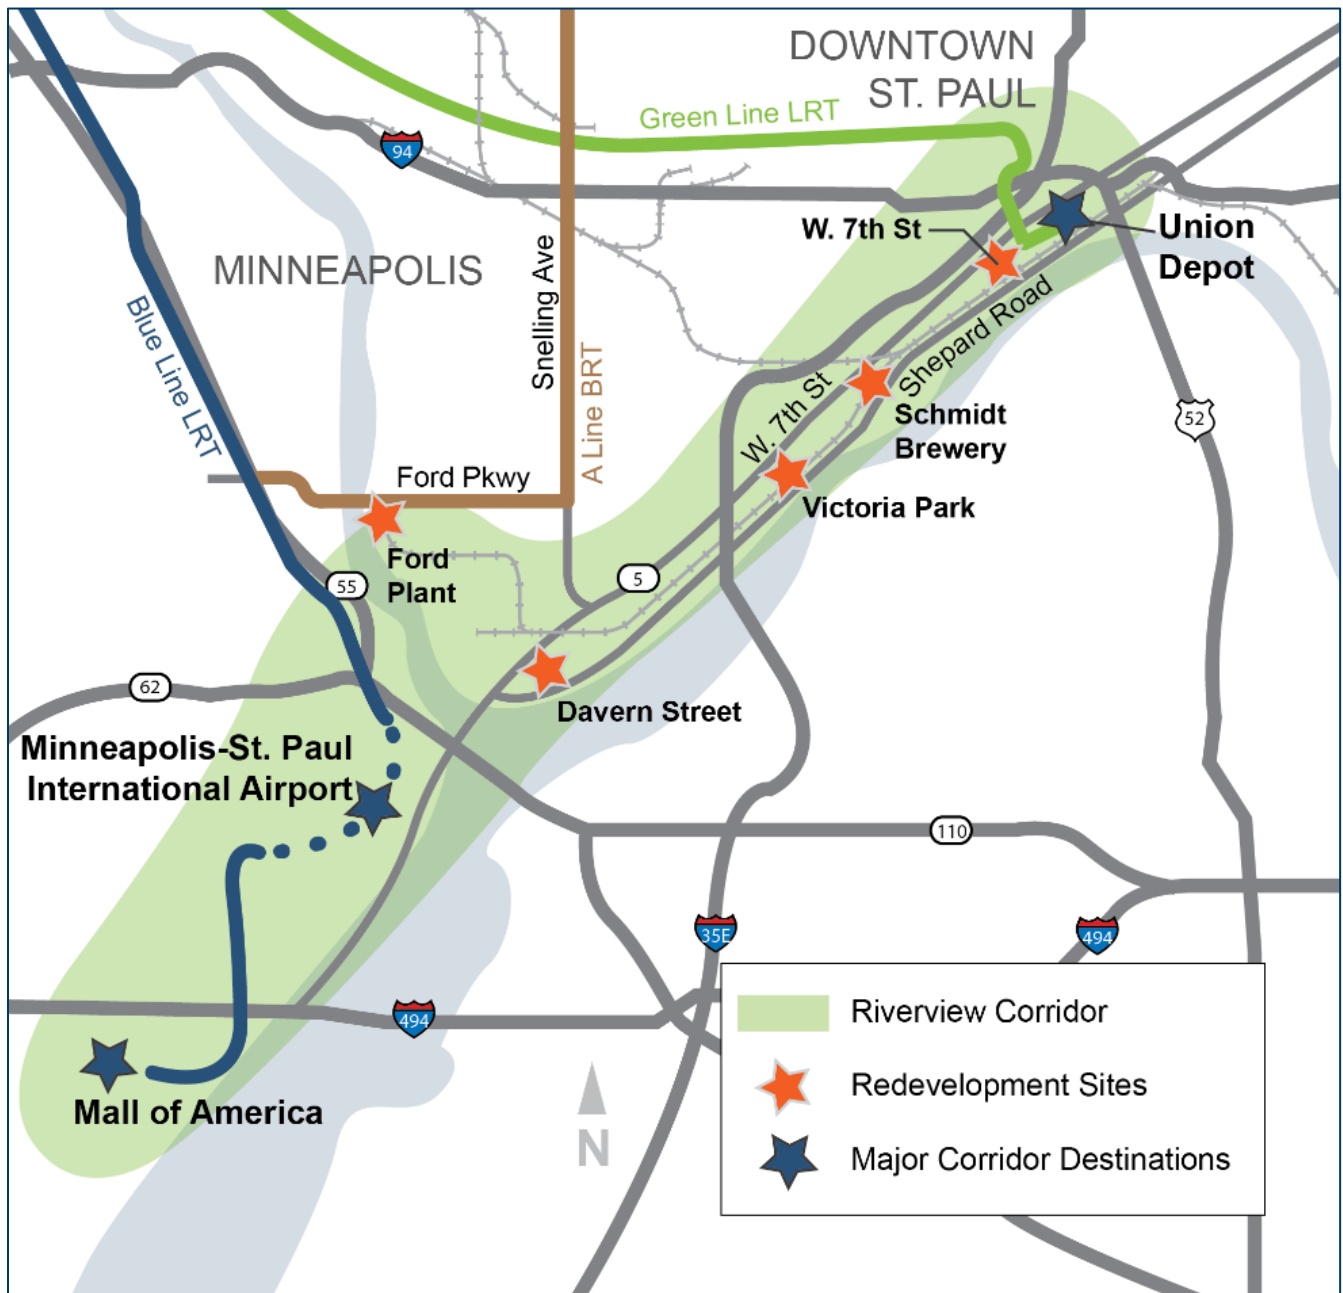 DOWNTOWN
ST. PAUL
Green Line LRT
94
W. 7th St
Union
Depot
MINNEAPOLIS
Snelling Ave
Blue Line LRT
A Line BRT
Shepard Road
W. 7th St
Schmidt
Brewery
52
Ford Pkwy
Victoria Park
Ford
Plant
55
5
62
Davern Street
Minneapolis-St. Paul
International Airport
110
35E
494
494
Mall of America
N
Riverview Corridor
Redevelopment Sites
Major Corridor Destinations